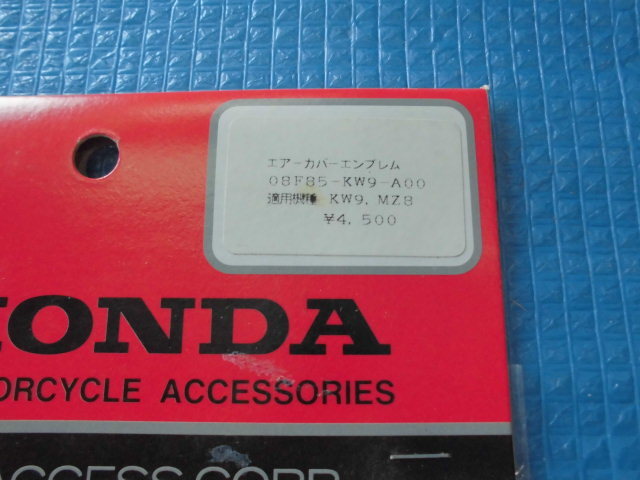 エアーカバーエンブレム
08F85-KW9-A00
適用機種 KW9, MZ8
¥4,500
HONDA
ORCYCLE ACCESSORIES
ACCESS CORP.